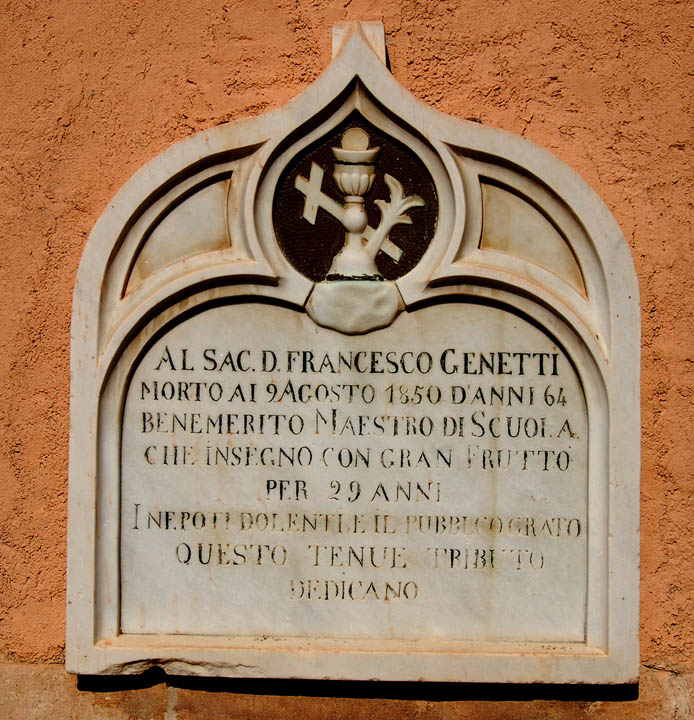 AL SAC. D. FRANCESCO GENETTI
MORTO AI 9 AGOSTO 1850 D'ANNI 64
BENEMERITO MAESTRO DI SCUOLA
CHE INSEGNO CON GRAN FRUTTO
PER 29 ANNI
I NEPOTI DOLENTI E IL PUBBLICO GRATO
QUESTO TENUE TRIBUTO
DEDICANO